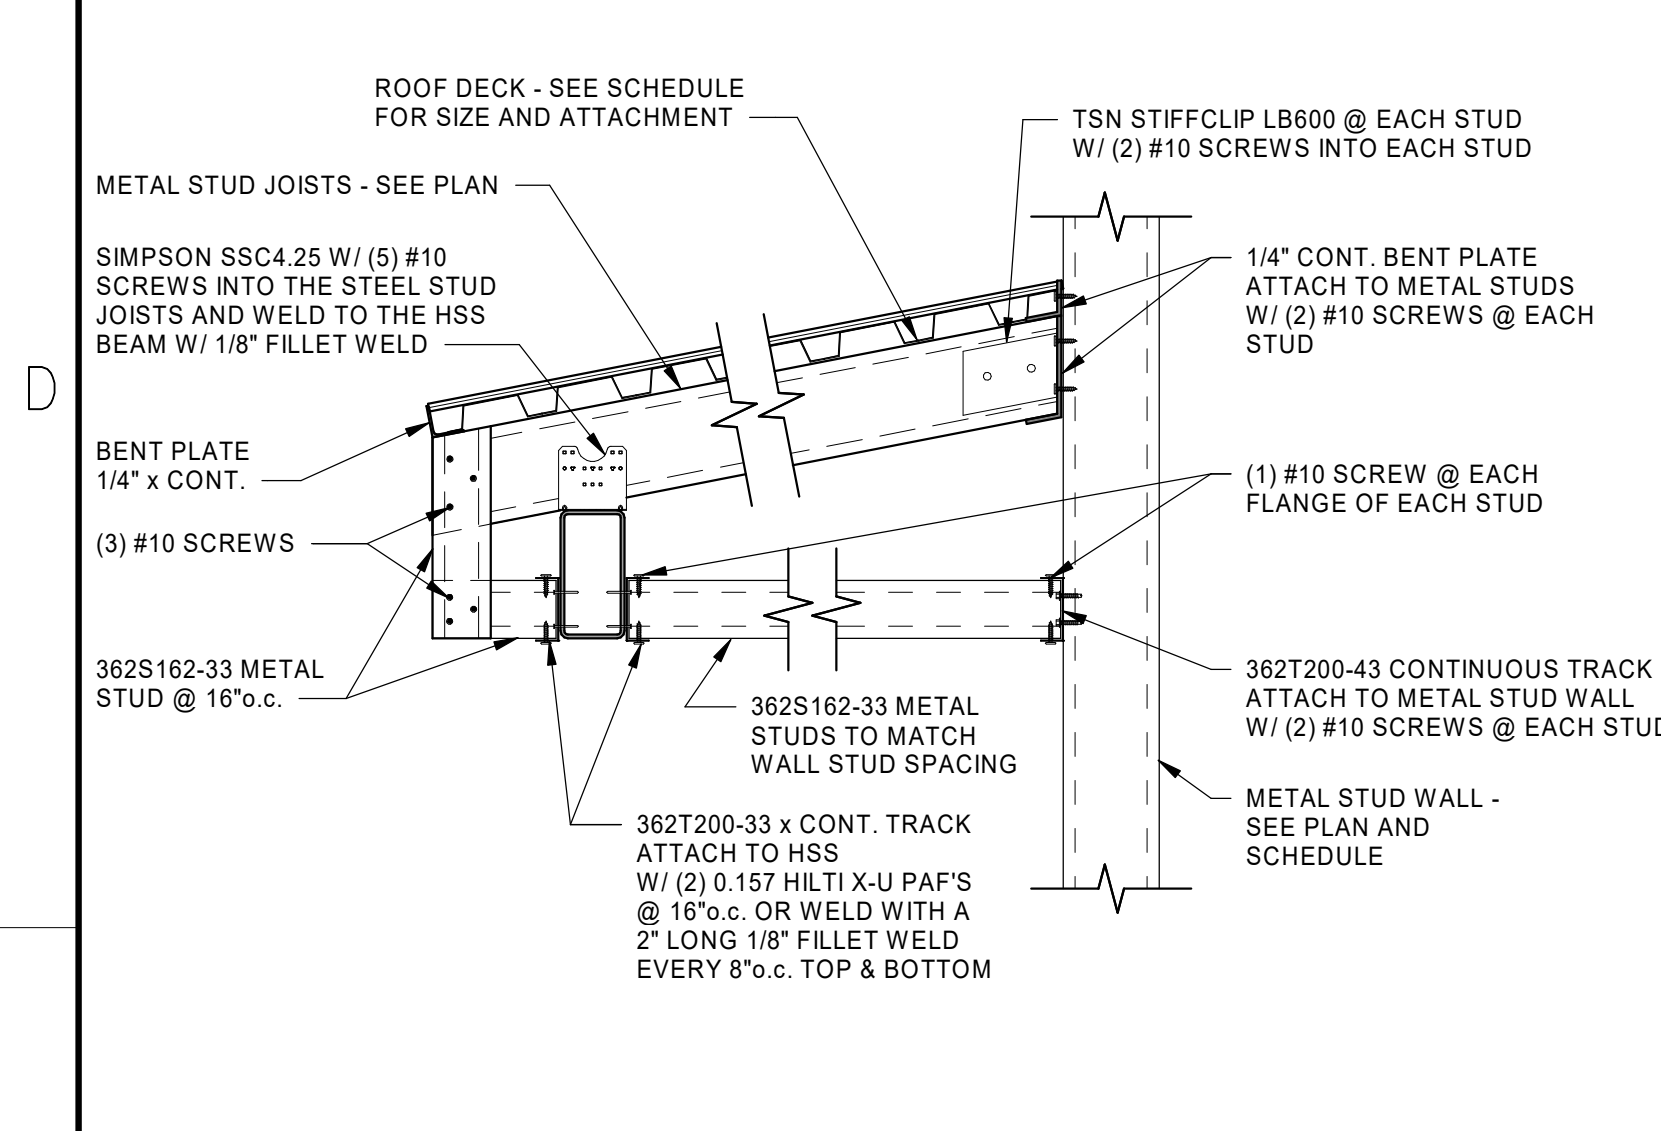 ROOF DECK - SEE SCHEDULE
FOR SIZE AND ATTACHMENT
TSN STIFFCLIP LB600 @ EACH STUD
W/ (2) #10 SCREWS INTO EACH STUD
METAL STUD JOISTS - SEE PLAN
SIMPSON SSC4.25 W/ (5) #10
SCREWS INTO THE STEEL STUD
JOISTS AND WELD TO THE HSS
BEAM W/ 1/8" FILLET WELD
1/4" CONT. BENT PLATE
ATTACH TO METAL STUDS
W/ (2) #10 SCREWS @ EACH
STUD
D
BENT PLATE
1/4" x CONT.
(1) #10 SCREW @ EACH
FLANGE OF EACH STUD
(3) #10 SCREWS
362S162-33 METAL
STUD @ 16"o.c.
362S162-33 METAL
STUDS TO MATCH
WALL STUD SPACING
362T200-43 CONTINUOUS TRACK
ATTACH TO METAL STUD WALL
W/ (2) #10 SCREWS @ EACH STUD
METAL STUD WALL -
SEE PLAN AND
SCHEDULE
362T200-33 x CONT. TRACK
ATTACH TO HSS
W/ (2) 0.157 HILTI X-U PAF'S
@ 16"o.c. OR WELD WITH A
2" LONG 1/8" FILLET WELD
EVERY 8"o.c. TOP & BOTTOM